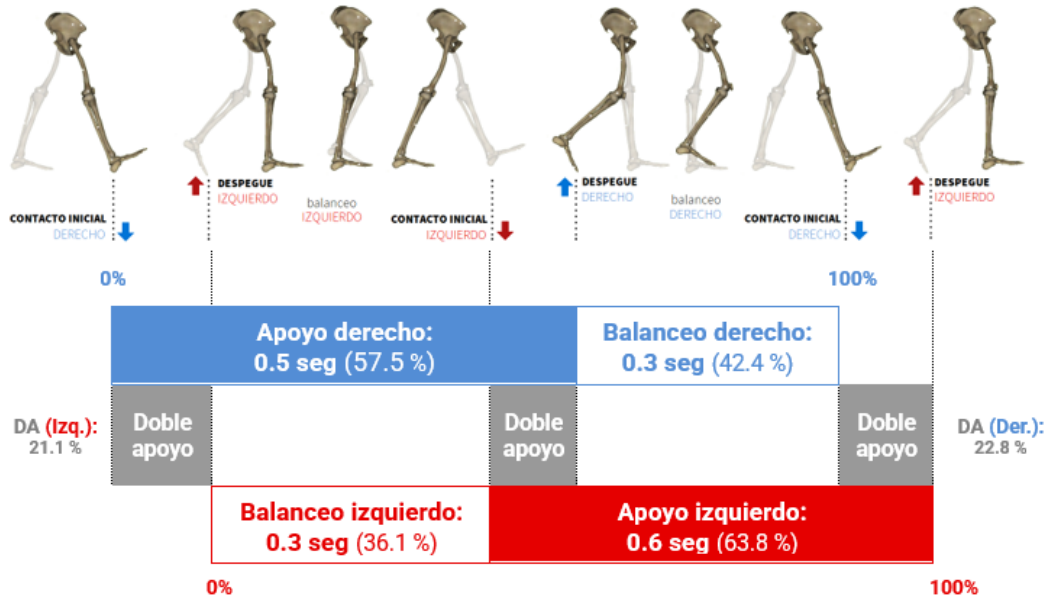 DESPEGUE
IZQUIERDO
balanceo
IZQUIERDO
DESPEGUE
DERECHO
balanceo
DERECHO
DESPEGUE
IZQUIERDO
CONTACTO INICIAL
DERECHO
CONTACTO INICIAL
IZQUIERDO
CONTACTO INICIAL
DERECHO
0%
100%
Apoyo derecho:
0.5 seg (57.5 %)
Balanceo derecho:
0.3 seg (42.4 %)
DA (Izq.):
21.1 %
Doble
apoyo
Doble
apoyo
Doble
apoyo
DA (Der.):
22.8 %
Balanceo izquierdo:
0.3 seg (36.1 %)
Apoyo izquierdo:
0.6 seg (63.8 %)
0%
100%